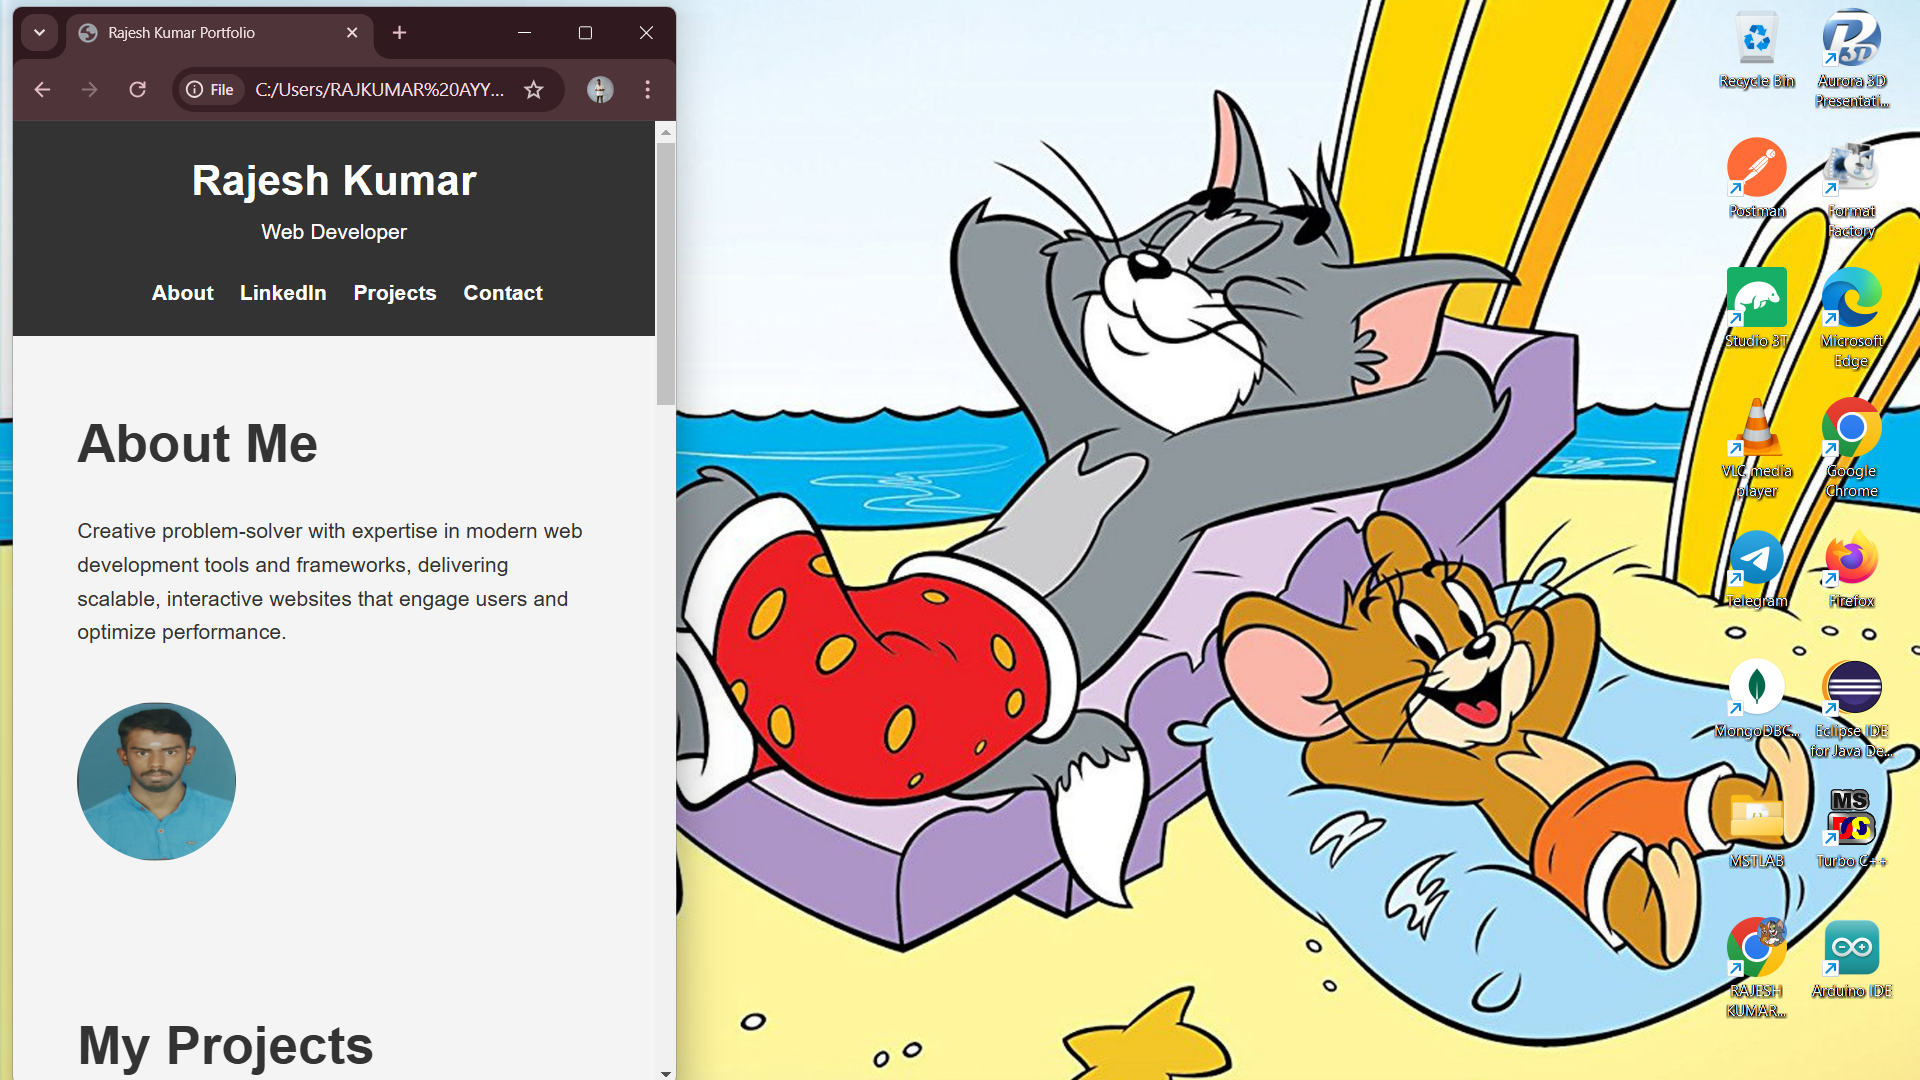 Rajesh Kumar Portfolio
File
C:/Users/RAJKUMAR%20AYY...
Rajesh Kumar
Web Developer
About LinkedIn Projects Contact
About Me
Creative problem-solver with expertise in modern web
development tools and frameworks, delivering
scalable, interactive websites that engage users and
optimize performance.
My Projects
Recycle Bin
Aurora 3D
Presentati...
Postman
Format
Factory
Studio 3T
Microsoft
Edge
VLC media
player
Google
Chrome
Telegram
Firefox
MongoDBC...
Eclipse IDE
for Java De...
MSTLAB
MS
Turbo C++
RAJESH
KUMAR...
Arduino IDE